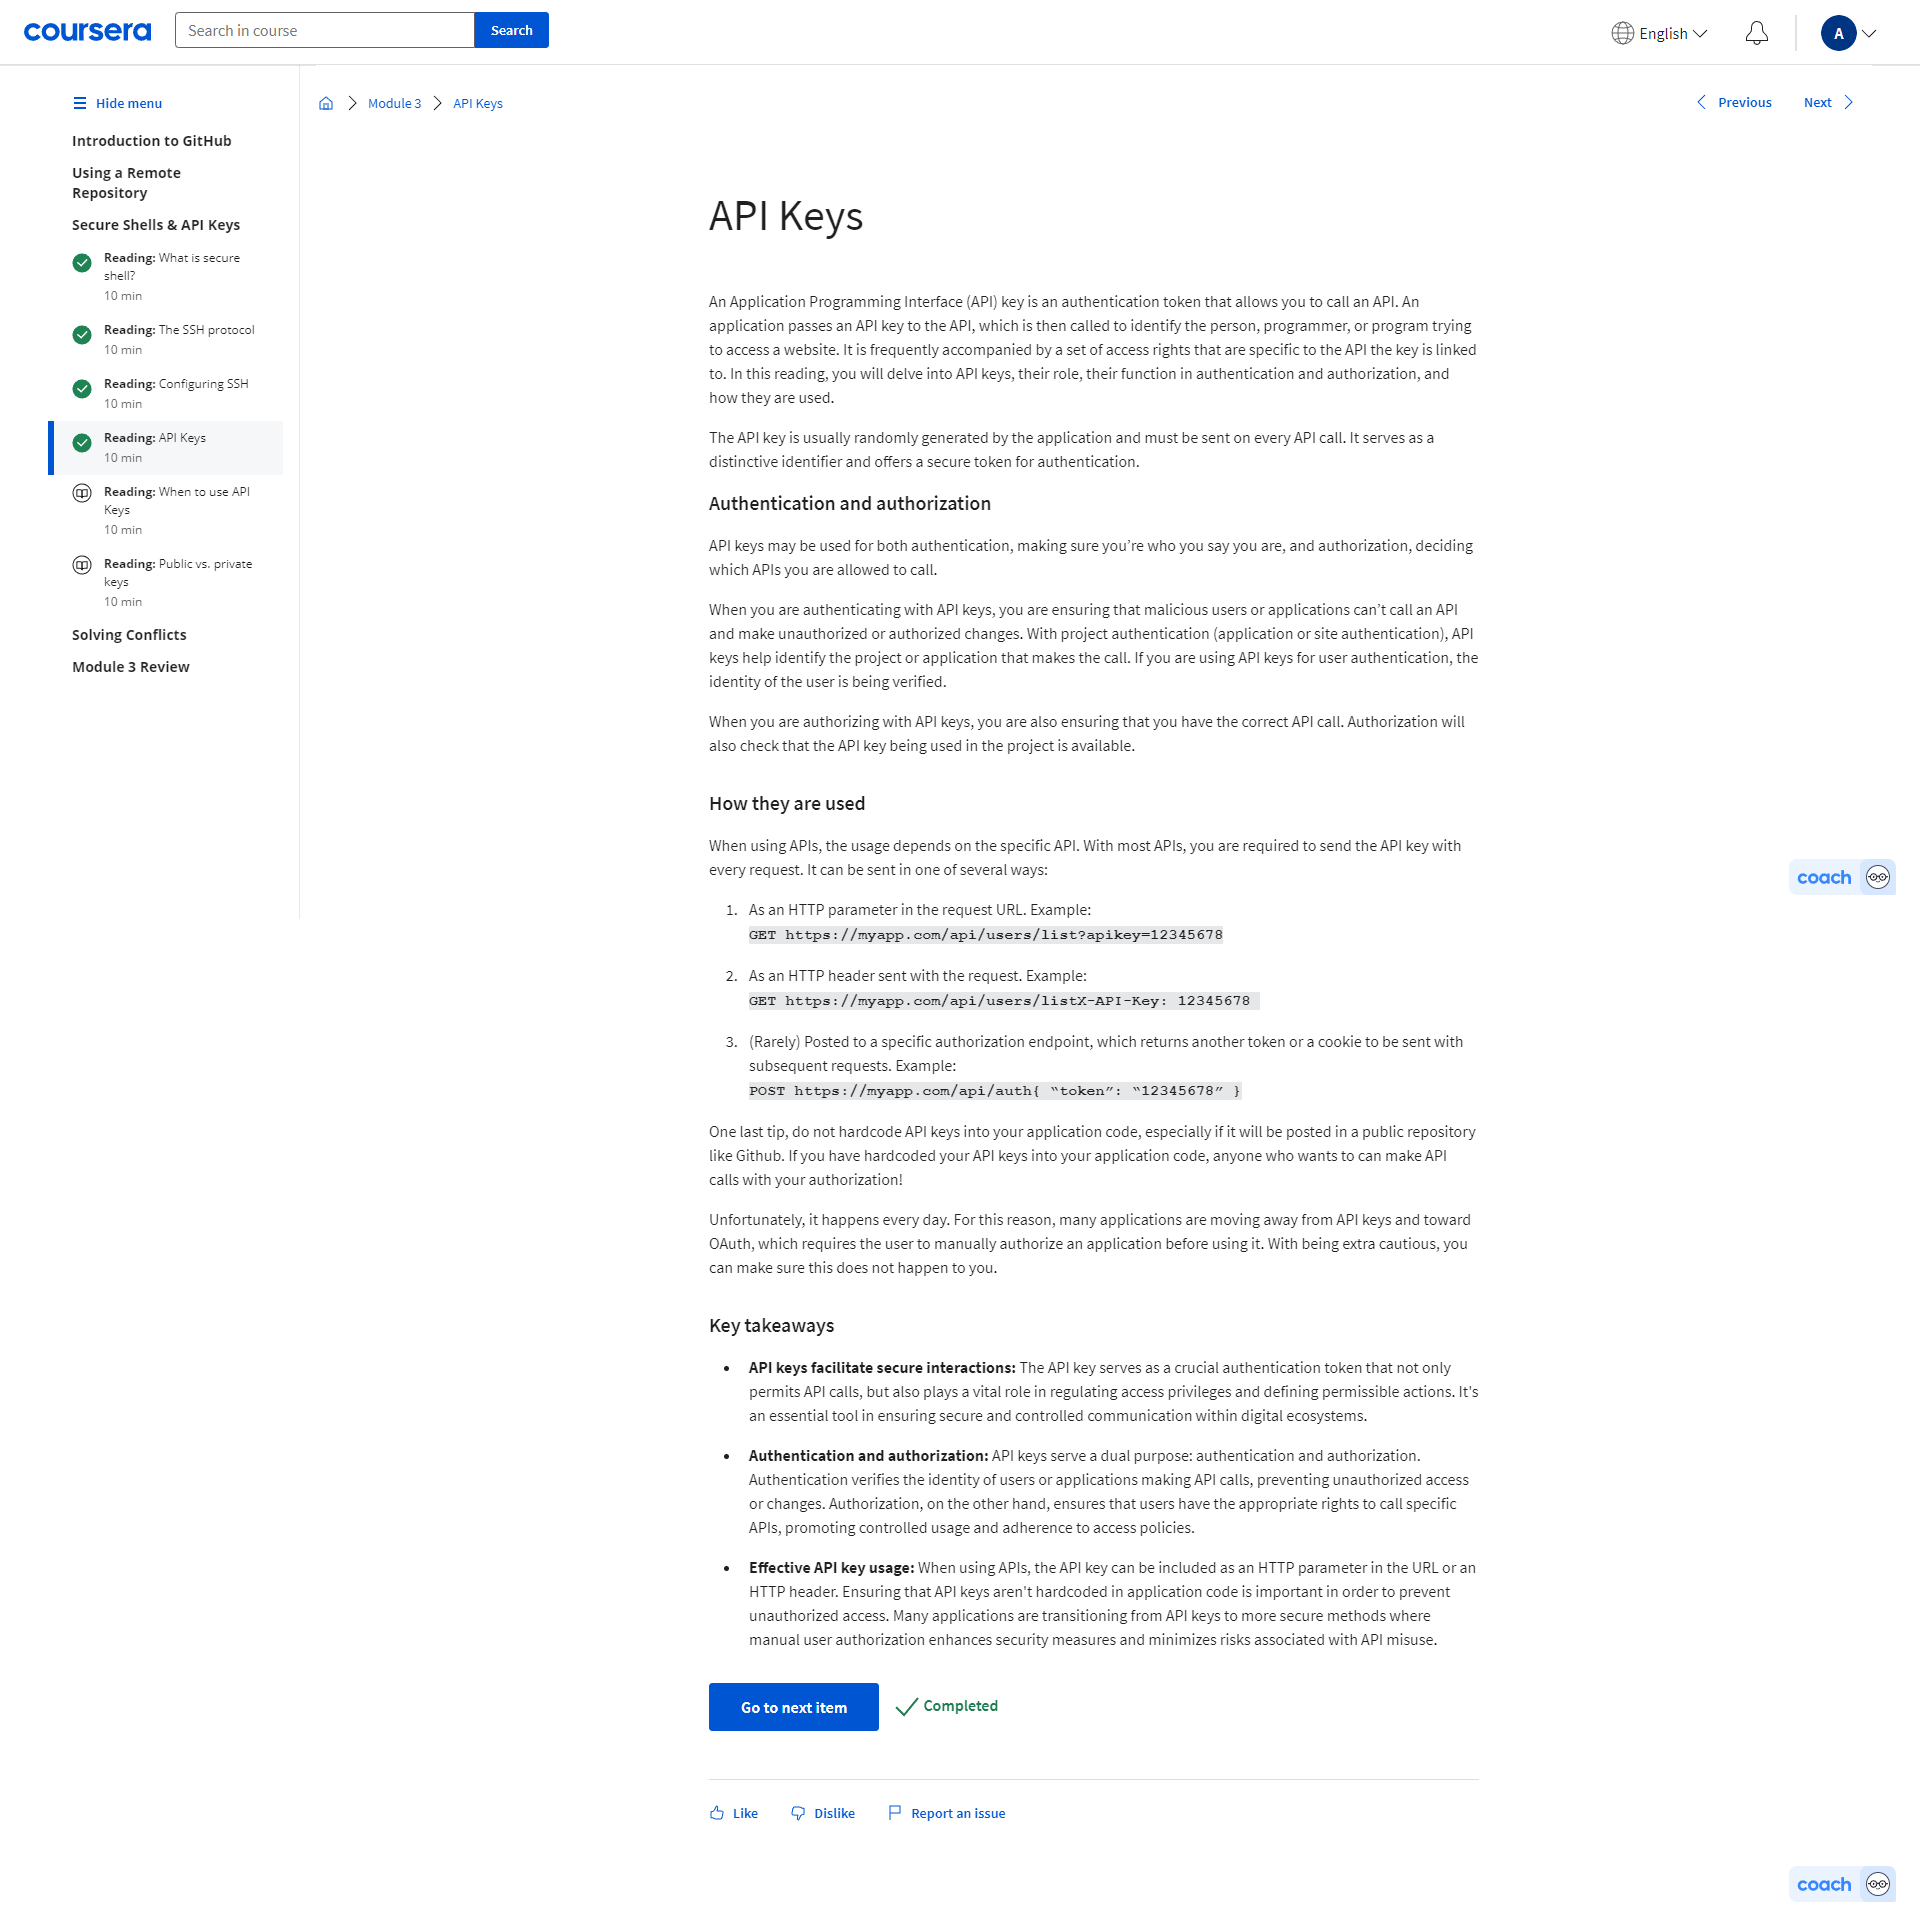 coursera
Search in course
Search
English
A
Hide menu
Introduction to GitHub
Using a Remote
Repository
Secure Shells & API Keys
Reading: What is secure
shell?
10 min
Reading: The SSH protocol
10 min
Reading: Configuring SSH
10 min
Reading: API Keys
10 min
Reading: When to use API
Keys
10 min
Reading: Public vs. private
keys
10 min
Solving Conflicts
Module 3 Review
Module 3
API Keys
Previous
Next
API Keys
An Application Programming Interface (API) key is an authentication token that allows you to call an API. An
application passes an API key to the API, which is then called to identify the person, programmer, or program trying
to access a website. It is frequently accompanied by a set of access rights that are specific to the API the key is linked
to. In this reading, you will delve into API keys, their role, their function in authentication and authorization, and
how they are used.
The API key is usually randomly generated by the application and must be sent on every API call. It serves as a
distinctive identifier and offers a secure token for authentication.
Authentication and authorization
API keys may be used for both authentication, making sure you’re who you say you are, and authorization, deciding
which APIs you are allowed to call.
When you are authenticating with API keys, you are ensuring that malicious users or applications can’t call an API
and make unauthorized or authorized changes. With project authentication (application or site authentication), API
keys help identify the project or application that makes the call. If you are using API keys for user authentication, the
identity of the user is being verified.
When you are authorizing with API keys, you are also ensuring that you have the correct API call. Authorization will
also check that the API key being used in the project is available.
How they are used
When using APIs, the usage depends on the specific API. With most APIs, you are required to send the API key with
every request. It can be sent in one of several ways:
1. As an HTTP parameter in the request URL. Example:
GET https://myapp.com/api/users/list?apikey=12345678
2. As an HTTP header sent with the request. Example:
GET https://myapp.com/api/users/listX-API-Key: 12345678
3. (Rarely) Posted to a specific authorization endpoint, which returns another token or a cookie to be sent with
subsequent requests. Example:
POST https://myapp.com/api/auth{ “token”: “12345678” }
One last tip, do not hardcode API keys into your application code, especially if it will be posted in a public repository
like Github. If you have hardcoded your API keys into your application code, anyone who wants to can make API
calls with your authorization!
Unfortunately, it happens every day. For this reason, many applications are moving away from API keys and toward
OAuth, which requires the user to manually authorize an application before using it. With being extra cautious, you
can make sure this does not happen to you.
Key takeaways
• API keys facilitate secure interactions: The API key serves as a crucial authentication token that not only
permits API calls, but also plays a vital role in regulating access privileges and defining permissible actions. It's
an essential tool in ensuring secure and controlled communication within digital ecosystems.
• Authentication and authorization: API keys serve a dual purpose: authentication and authorization.
Authentication verifies the identity of users or applications making API calls, preventing unauthorized access
or changes. Authorization, on the other hand, ensures that users have the appropriate rights to call specific
APIs, promoting controlled usage and adherence to access policies.
• Effective API key usage: When using APIs, the API key can be included as an HTTP parameter in the URL or an
HTTP header. Ensuring that API keys aren't hardcoded in application code is important in order to prevent
unauthorized access. Many applications are transitioning from API keys to more secure methods where
manual user authorization enhances security measures and minimizes risks associated with API misuse.
Go to next item
Completed
Like
Dislike
Report an issue
coach
coach